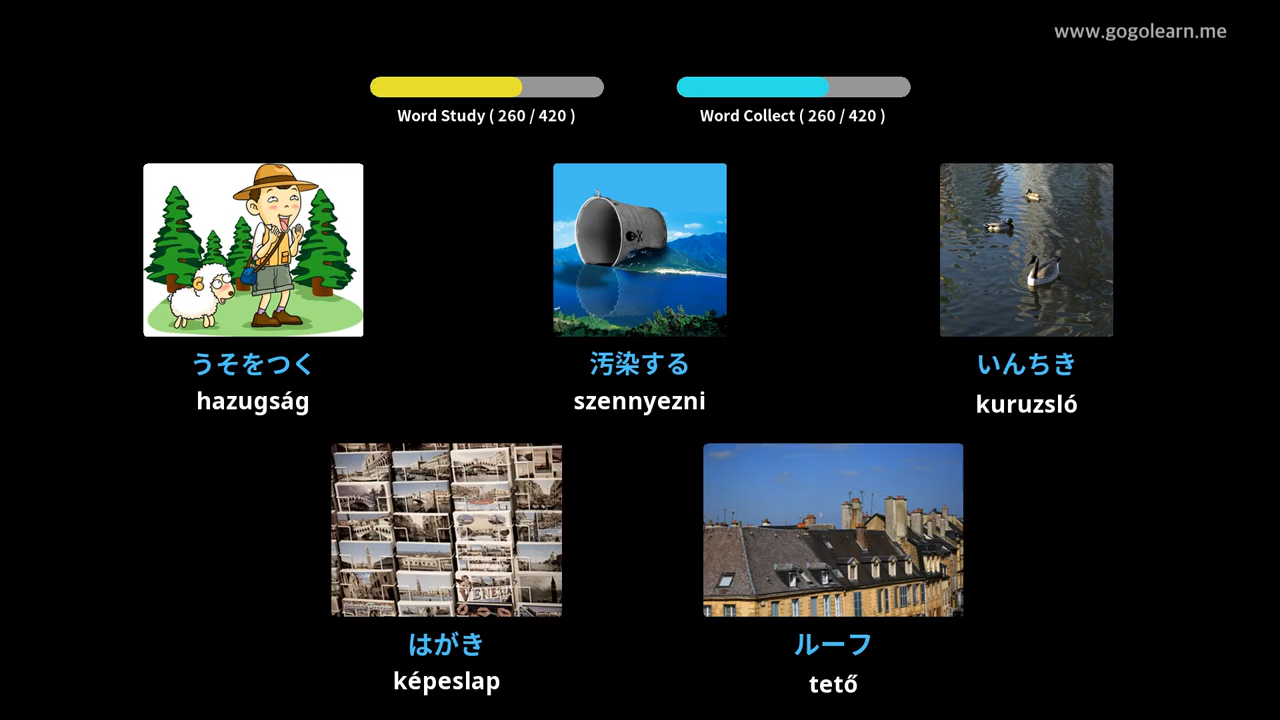 www.gogolearn.me
Word Study ( 260 / 420 )
Word Collect ( 260 / 420 )
うそをつく
hazugság
汚染する
szennyezni
いんちき
kuruzsló
はがき
képeslap
ルーフ
tető